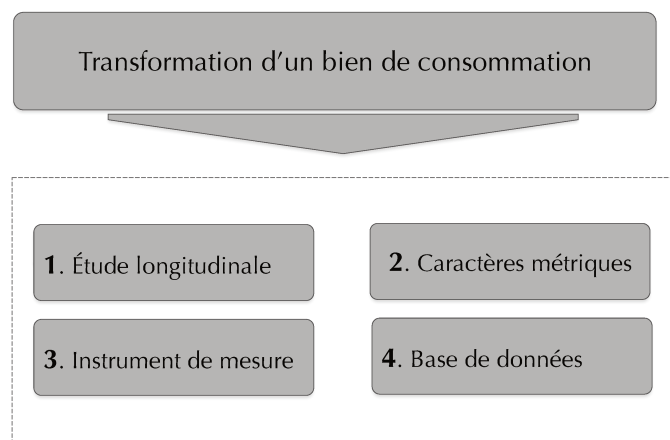 Transformation d’un bien de consommation
1. Étude longitudinale
2. Caractères métriques
3. Instrument de mesure
4. Base de données